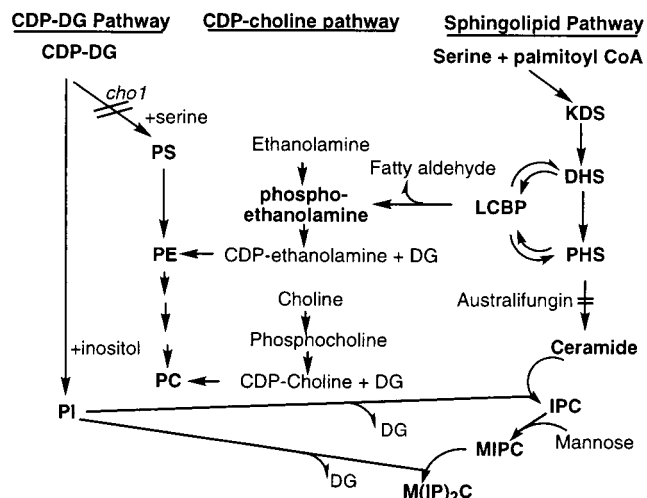 CDP-DG Pathway
CDP-choline pathway
Sphingolipid Pathway
CDP-DG
Serine + palmitoyl CoA
cho1
+serine
KDS
PS
Ethanolamine
Fatty aldehyde
DHS
phospho-
ethanolamine
LCBP
PE
CDP-ethanolamine + DG
PHS
Choline
Australifungin
Phosphocholine
+inositol
Ceramide
PC
CDP-Choline + DG
PI
IPC
DG
MIPC
Mannose
DG
M(IP)2C